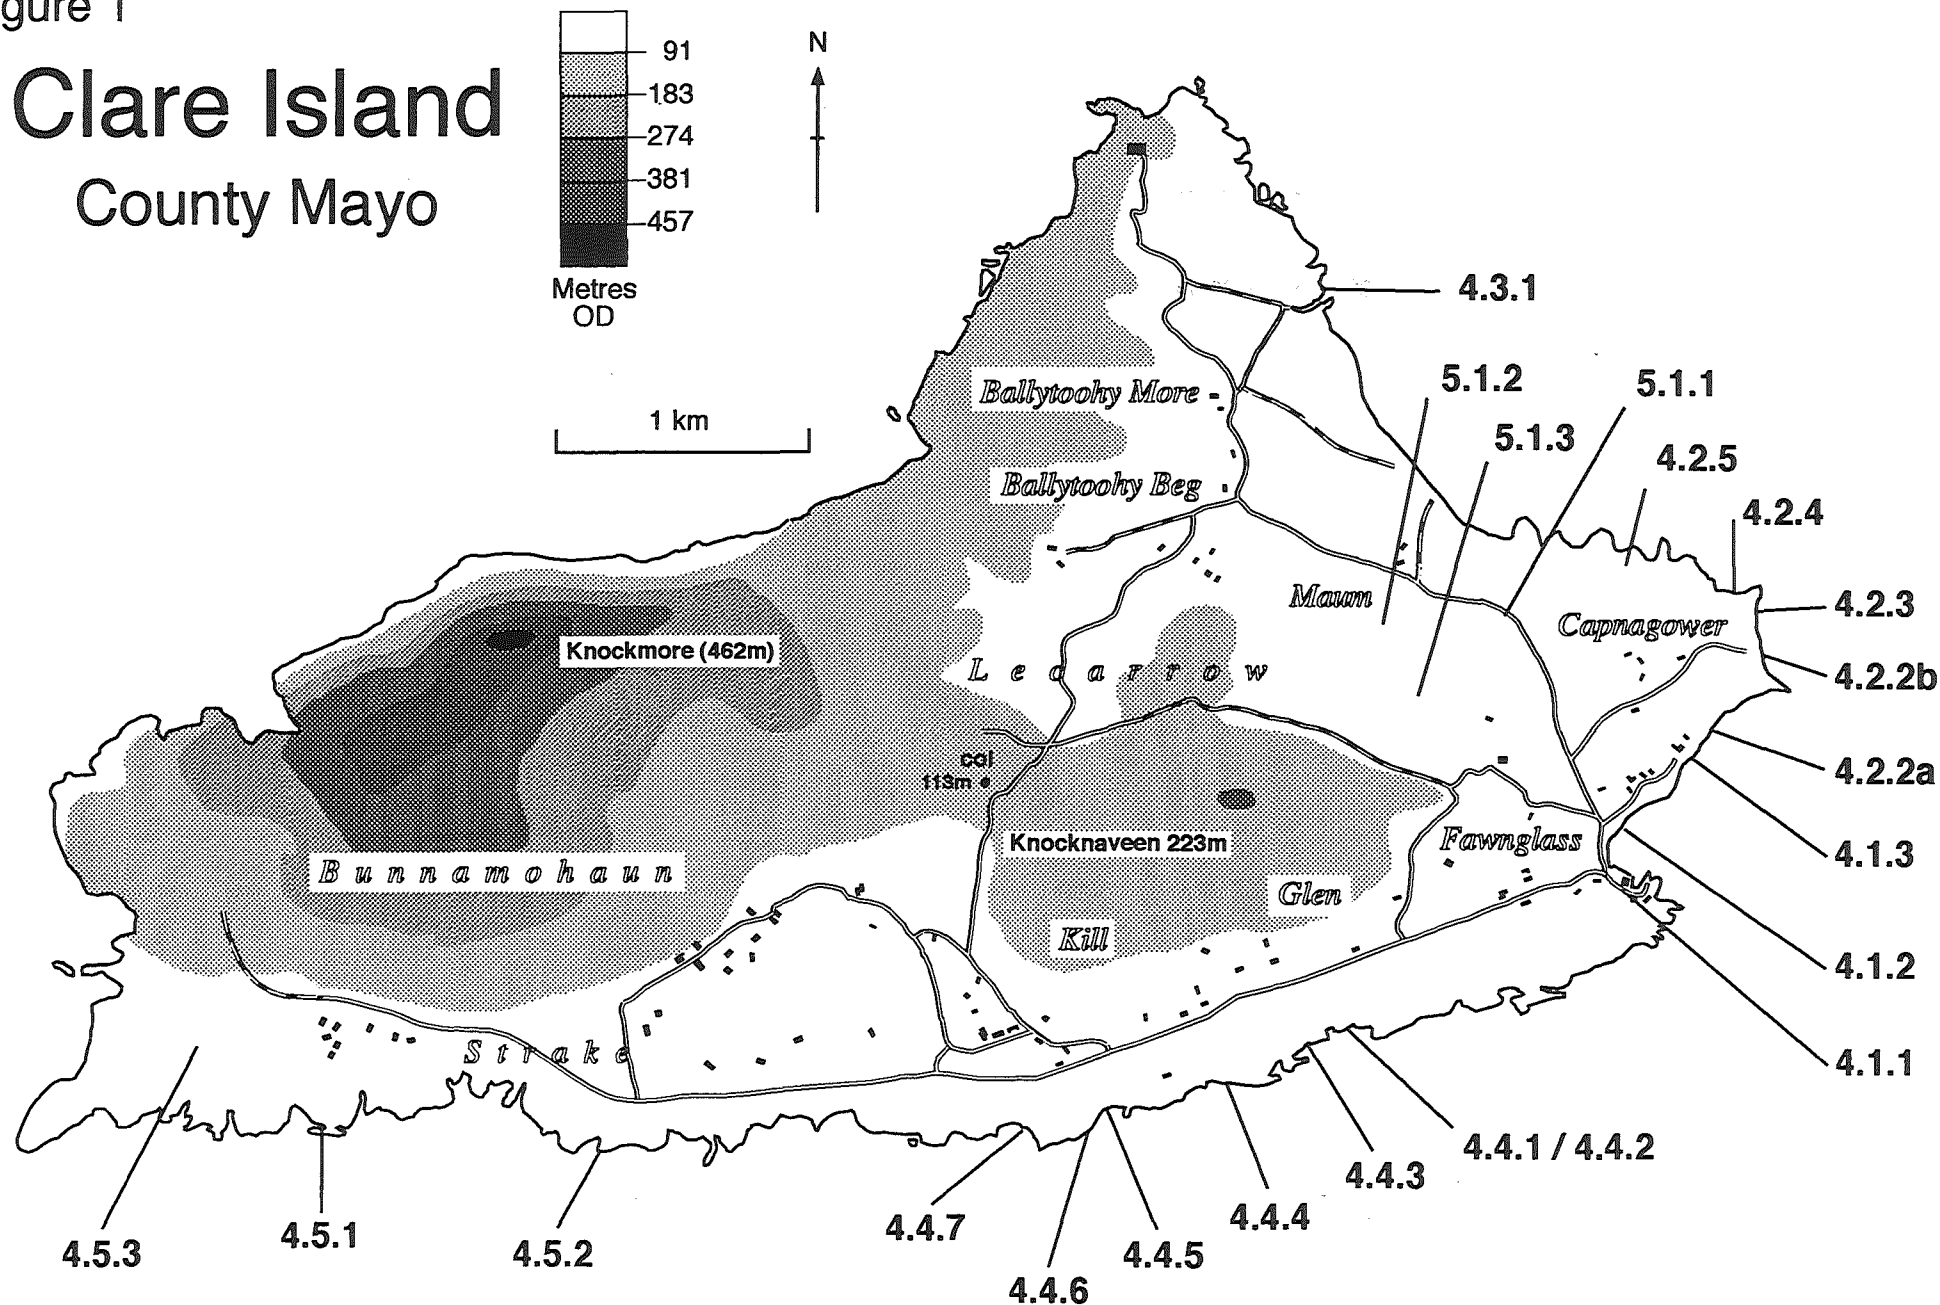 gure 1
Clare Island
County Mayo
91
183
274
381
457
Metres
OD
N
1 km
4.3.1
5.1.2
5.1.1
5.1.3
4.2.5
4.2.4
4.2.3
4.2.2b
4.2.2a
4.1.3
4.1.2
4.1.1
Ballytoohy More
Ballytoohy Beg
Maum
Capnagower
Knockmore (462m)
Lecarrow
col
113m
Knocknaveen 223m
Fawnglass
Bunnamohaun
Glen
Kill
Strake
4.5.3
4.5.1
4.5.2
4.4.7
4.4.6
4.4.5
4.4.4
4.4.3
4.4.1 / 4.4.2